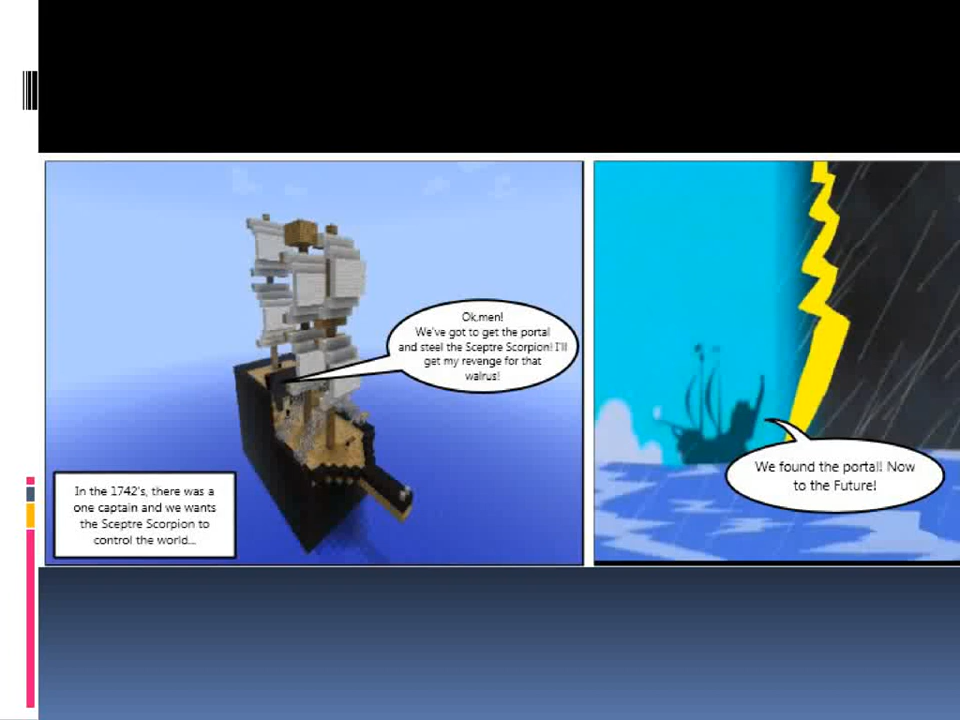 Ok,men!
We've got to get the portal
and steel the Sceptre Scorpion! I'll
get my revenge for that
walrus!
In the 1742's, there was a
one captain and we wants
the Sceptre Scorpion to
control the world...
We found the portal! Now
to the Future!